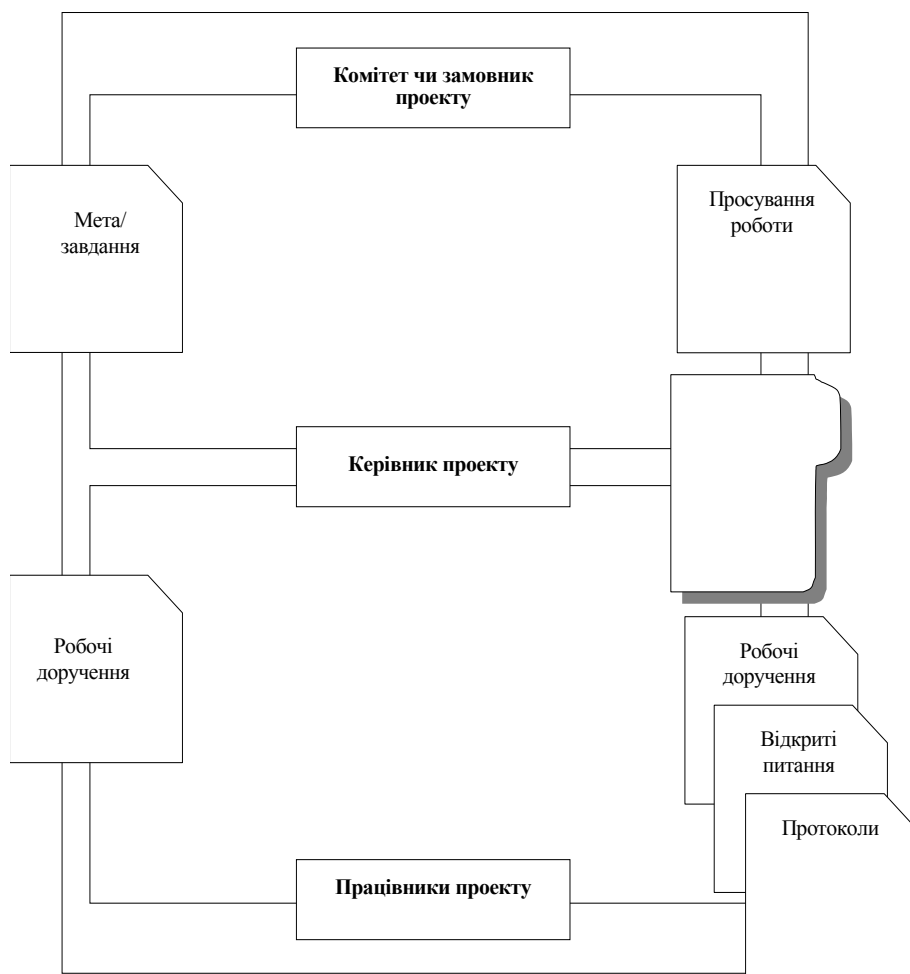 Комітет чи замовник
проекту
Мета/
завдання
Просування
роботи
Керівник проекту
Робочі
доручення
Робочі
доручення
Відкриті
питання
Протоколи
Працівники проекту